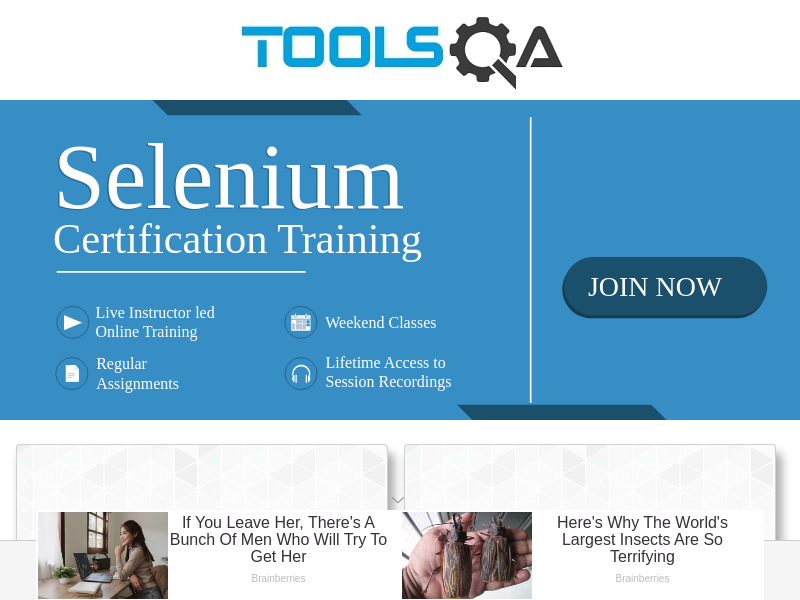 TOOLSQA
Selenium
Certification Training
JOIN NOW
Live Instructor led
Online Training
Weekend Classes
Regular
Assignments
Lifetime Access to
Session Recordings
If You Leave Her, There's A
Bunch Of Men Who Will Try To
Get Her
Brainberries
Here's Why The World's
Largest Insects Are So
Terrifying
Brainberries